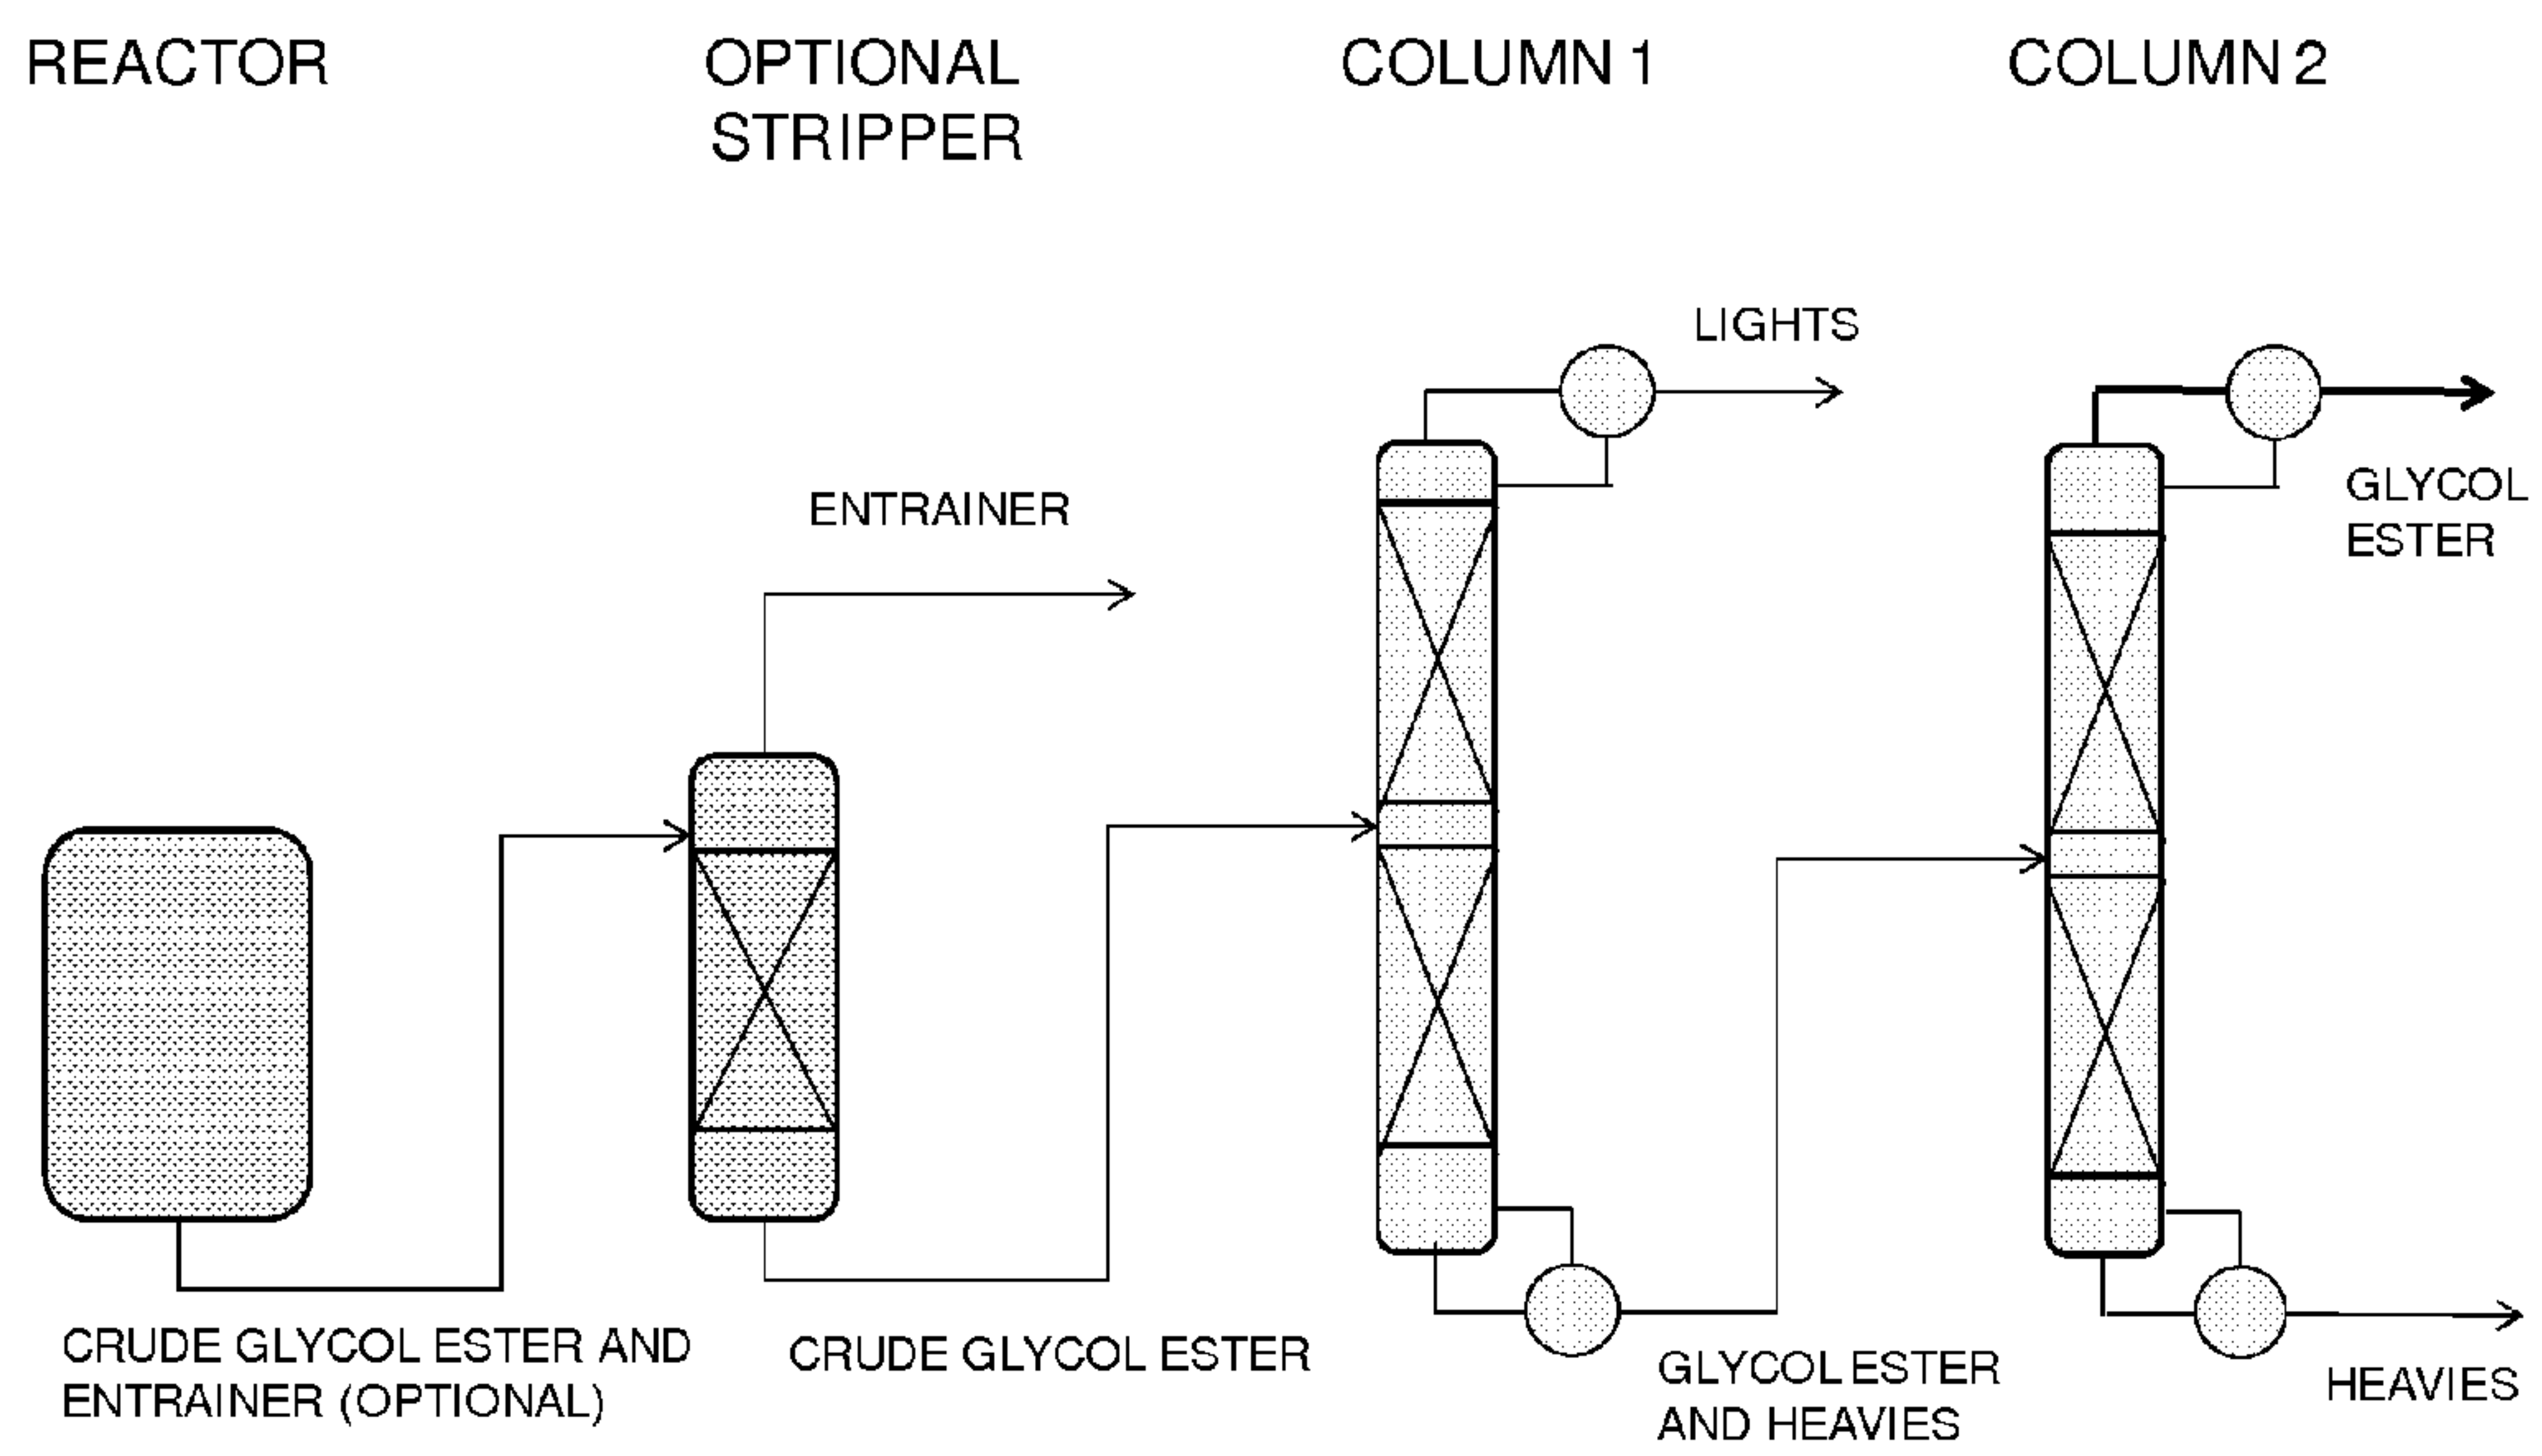 REACTOR
OPTIONAL
STRIPPER
COLUMN 1
COLUMN 2
LIGHTS
ENTRAINER
GLYCOL
ESTER
CRUDE GLYCOL ESTER AND
ENTRAINER (OPTIONAL)
CRUDE GLYCOL ESTER
GLYCOL ESTER
AND HEAVIES
HEAVIES